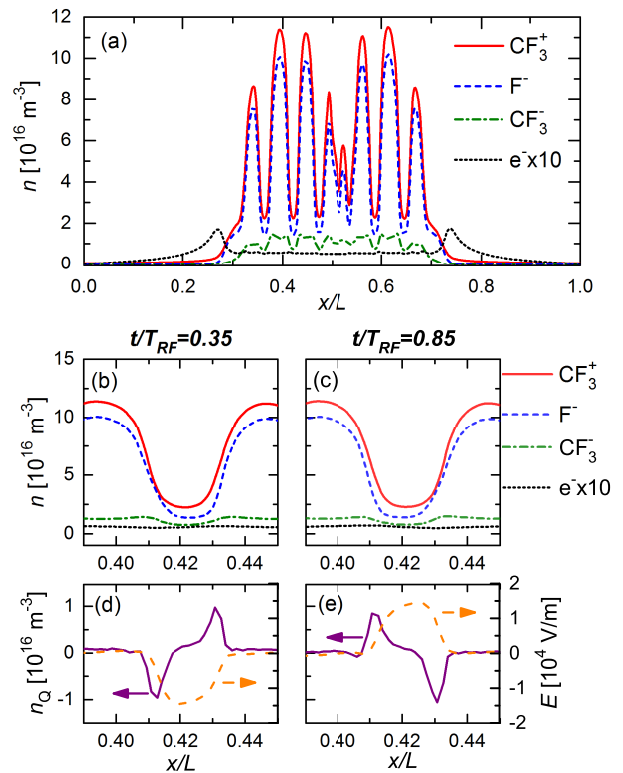 (a)
12
10
8
6
4
2
0
n [10^16 m^-3]
CF3^+
F^-
CF3^-
e^-x10
0.0 0.2 0.4 0.6 0.8 1.0
x/L
t/T_RF=0.35 t/T_RF=0.85
(b) (c)
15
10
5
0
n [10^16 m^-3]
CF3^+
F^-
CF3^-
e^-x10
0.40 0.42 0.44 0.40 0.42 0.44
(d) (e)
1
0
-1
n_Q [10^16 m^-3]
2
1
0
-1
-2
E [10^4 V/m]
0.40 0.42 0.44 0.40 0.42 0.44
x/L x/L